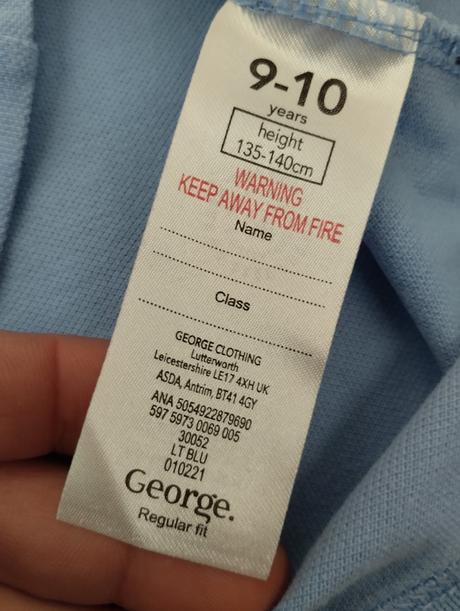 9-10
years
height
135-140cm
WARNING
KEEP AWAY FROM FIRE
Name
Class
GEORGE CLOTHING
Lutterworth
Leicestershire LE17 4XH UK
ASDA, Antrim, BT41 4GY
ANA 5054922879690
597 5973 0069 005
30052
LT BLU
010221
George.
Regular fit